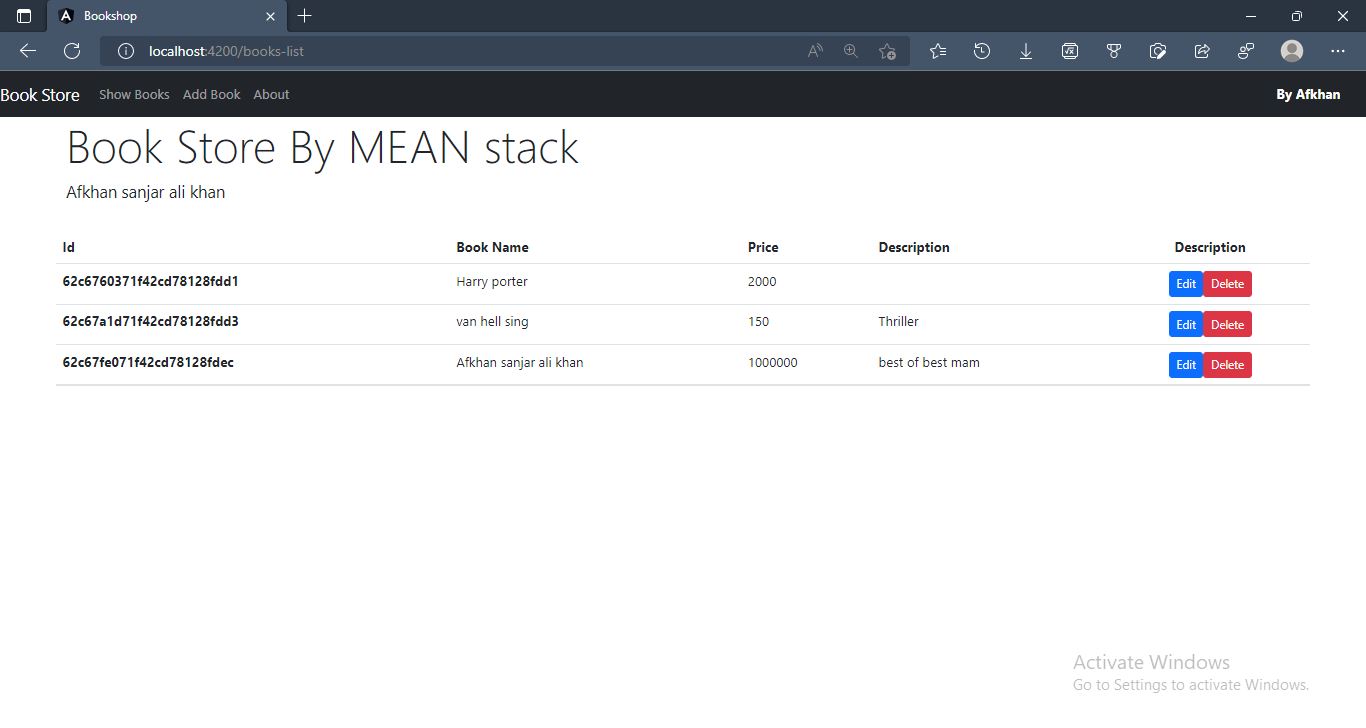 Bookshop
localhost:4200/books-list
Book Store Show Books Add Book About By Afkhan
Book Store By MEAN stack
Afkhan sanjar ali khan
Id Book Name Price Description Description
62c6760371f42cd78128fdd1 Harry porter 2000 Edit Delete
62c67a1d71f42cd78128fdd3 van hell sing 150 Thriller Edit Delete
62c67fe071f42cd78128fdec Afkhan sanjar ali khan 1000000 best of best mam Edit Delete
Activate Windows
Go to Settings to activate Windows.